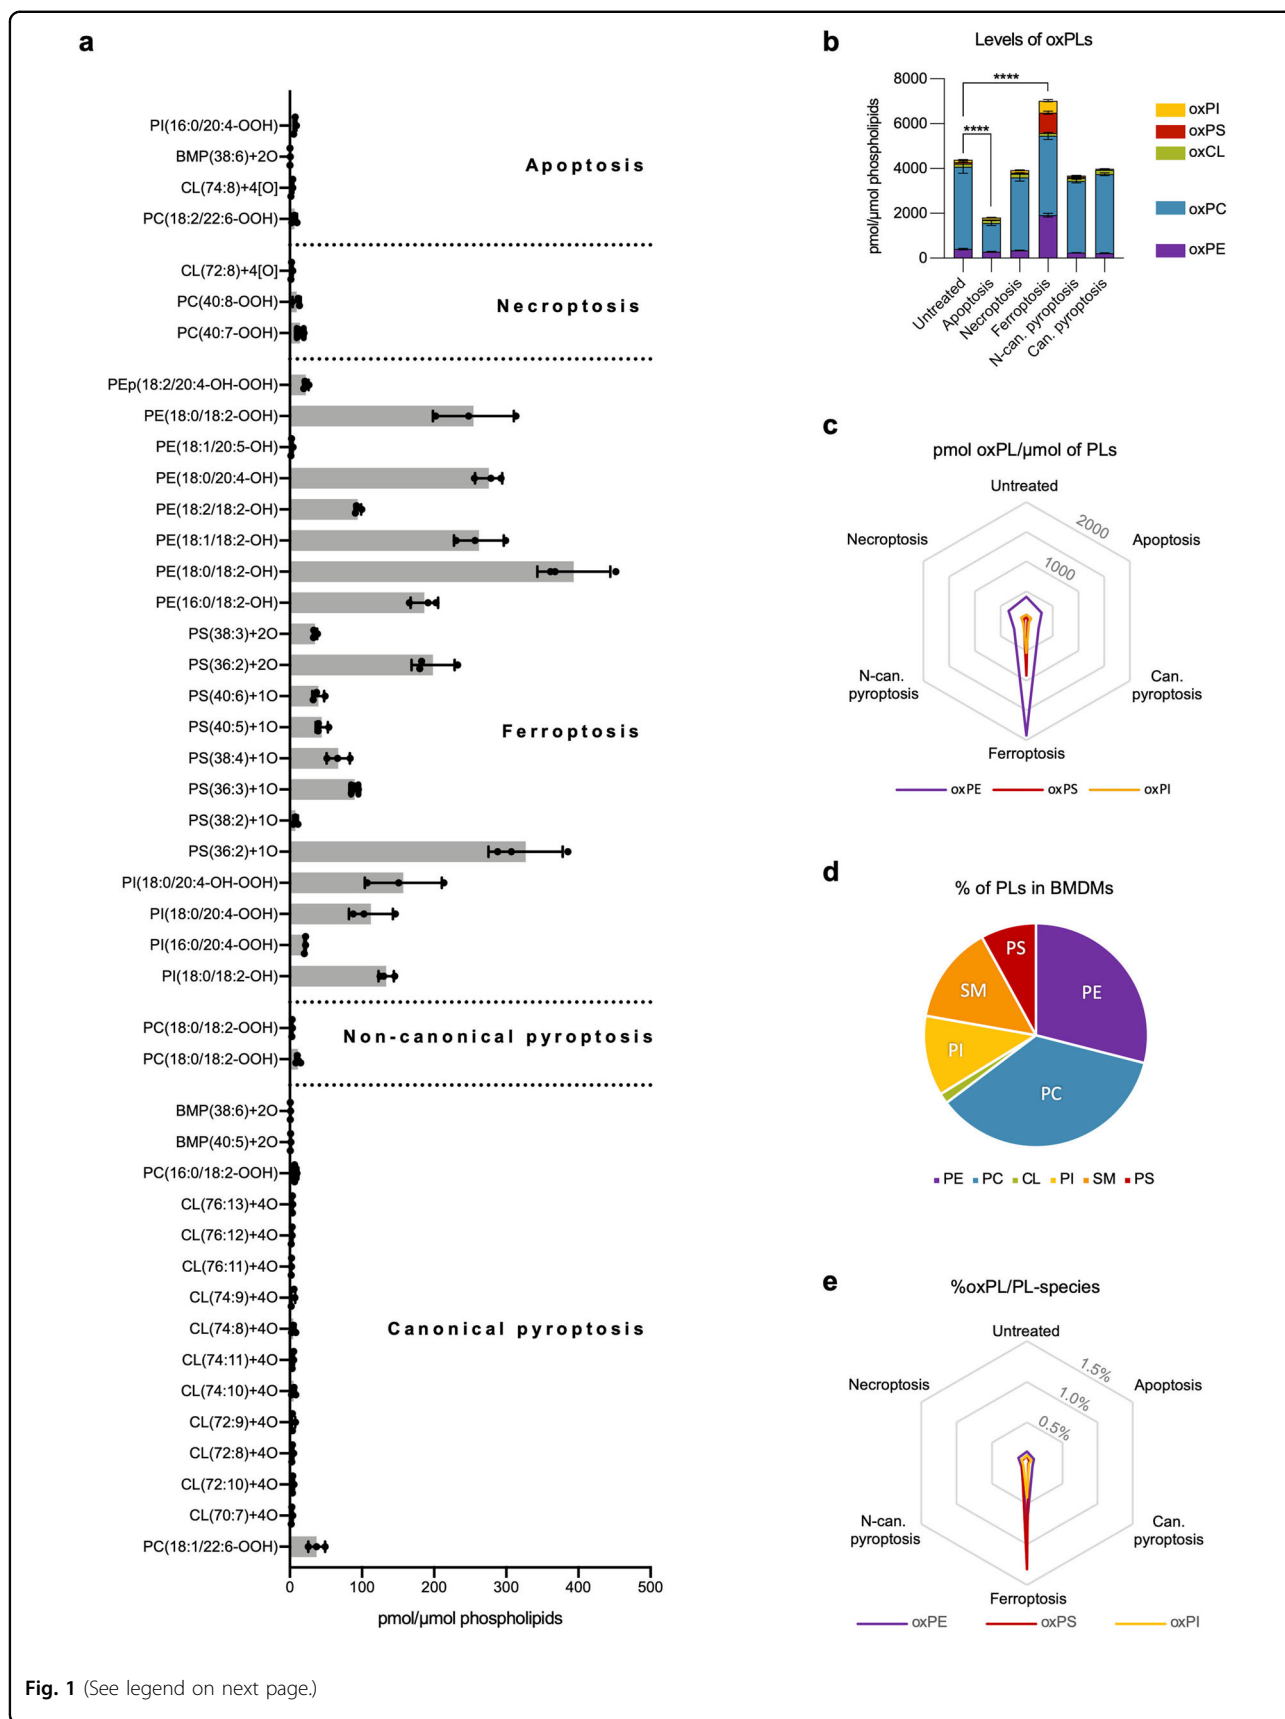 a
PI(16:0/20:4-OOH)
BMP(38:6)+2O
CL(74:8)+4[O]
PC(18:2/22:6-OOH)
Apoptosis
CL(72:8)+4[O]
PC(40:8-OOH)
PC(40:7-OOH)
Necroptosis
PEp(18:2/20:4-OH-OOH)
PE(18:0/18:2-OOH)
PE(18:1/20:5-OH)
PE(18:0/20:4-OH)
PE(18:2/18:2-OH)
PE(18:1/18:2-OH)
PE(18:0/18:2-OH)
PE(16:0/18:2-OH)
PS(38:3)+2O
PS(36:2)+2O
PS(40:6)+1O
PS(40:5)+1O
PS(38:4)+1O
PS(36:3)+1O
PS(38:2)+1O
PS(36:2)+1O
PI(18:0/20:4-OH-OOH)
PI(18:0/20:4-OOH)
PI(16:0/20:4-OOH)
PI(18:0/18:2-OH)
Ferroptosis
PC(18:0/18:2-OOH)
PC(18:0/18:2-OOH)
Non-canonical pyroptosis
BMP(38:6)+2O
BMP(40:5)+2O
PC(16:0/18:2-OOH)
CL(76:13)+4O
CL(76:12)+4O
CL(76:11)+4O
CL(74:9)+4O
CL(74:8)+4O
CL(74:11)+4O
CL(74:10)+4O
CL(72:9)+4O
CL(72:8)+4O
CL(72:10)+4O
CL(70:7)+4O
PC(18:1/22:6-OOH)
Canonical pyroptosis
0 100 200 300 400 500
pmol/µmol phospholipids
b
Levels of oxPLs
pmol/µmol phospholipids
8000
6000
4000
2000
0
****
****
Untreated
Apoptosis
Necroptosis
Ferroptosis
N-can. pyroptosis
Can. pyroptosis
oxPI
oxPS
oxCL
oxPC
oxPE
c
pmol oxPL/µmol of PLs
Untreated
2000
1000
Necroptosis
Apoptosis
N-can.
pyroptosis
Can.
pyroptosis
Ferroptosis
oxPE oxPS oxPI
d
% of PLs in BMDMs
PS
PE
SM
PI
PC
PE PC CL PI SM PS
e
%oxPL/PL-species
Untreated
1.5%
1.0%
0.5%
Necroptosis
Apoptosis
N-can.
pyroptosis
Can.
pyroptosis
Ferroptosis
oxPE oxPS oxPI
Fig. 1 (See legend on next page.)